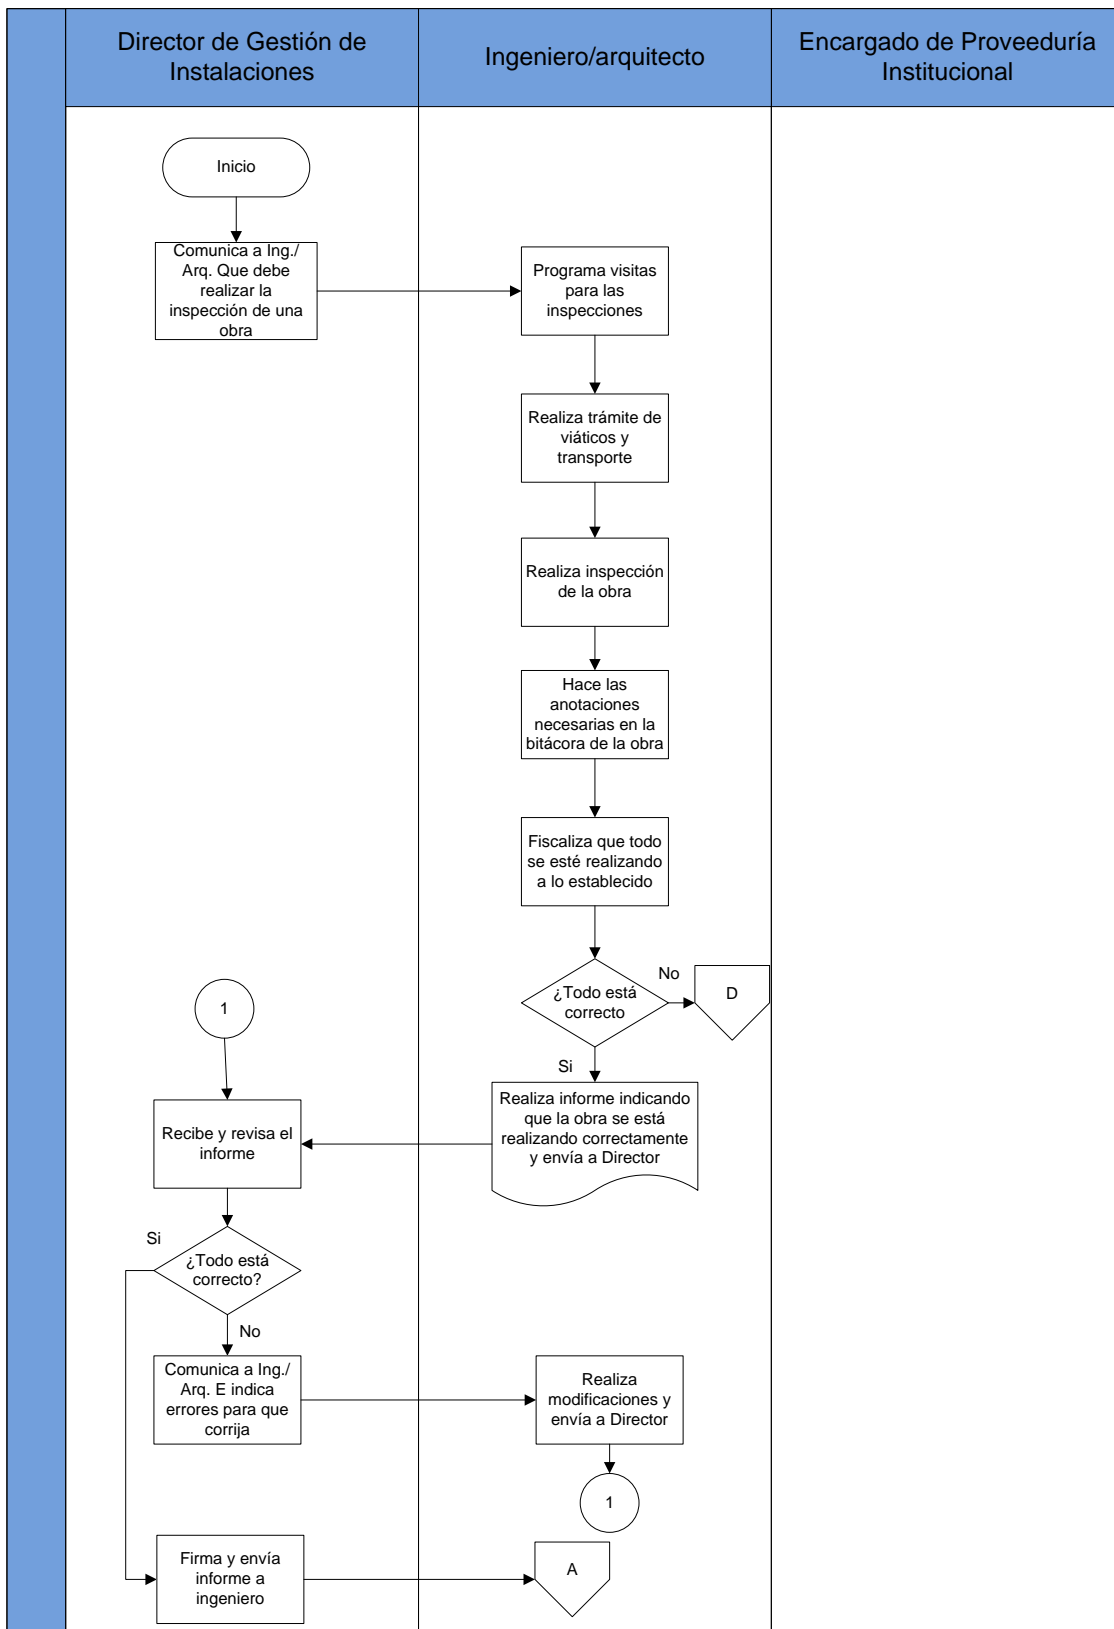 Director de Gestión de
Instalaciones
Ingeniero/arquitecto
Encargado de Proveeduría
Institucional
Inicio
Comunica a Ing./
Arq. Que debe
realizar la
inspección de una
obra
Programa visitas
para las
inspecciones
Realiza trámite de
viáticos y
transporte
Realiza inspección
de la obra
Hace las
anotaciones
necesarias en la
bitácora de la obra
Fiscaliza que todo
se esté realizando
a lo establecido
¿Todo está
correcto
No
D
Si
1
Realiza informe indicando
que la obra se está
realizando correctamente
y envía a Director
Recibe y revisa el
informe
Si
¿Todo está
correcto?
No
Comunica a Ing./
Arq. E indica
errores para que
corrija
Realiza
modificaciones y
envía a Director
1
Firma y envía
informe a
ingeniero
A